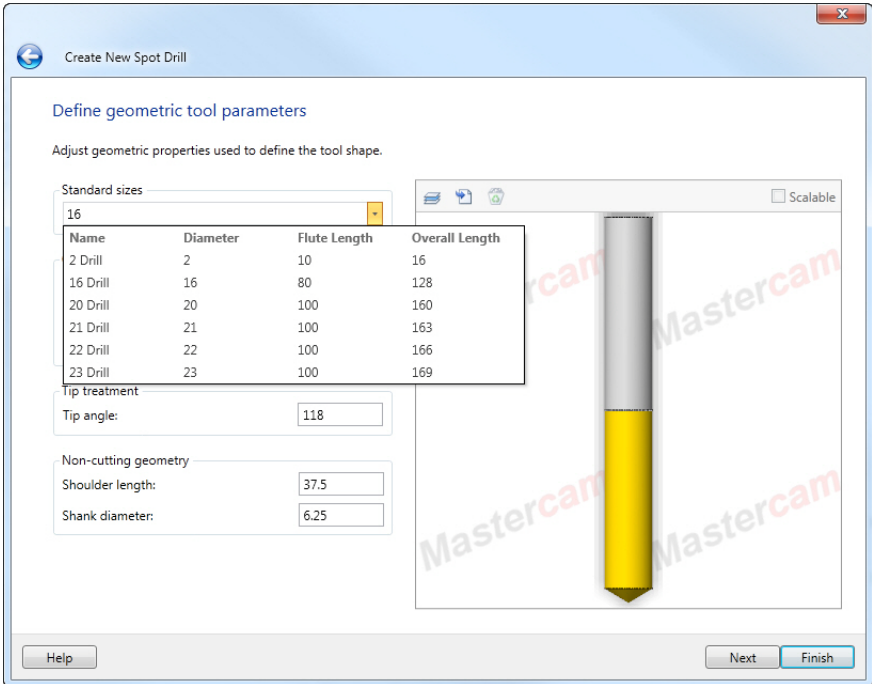 x
Create New Spot Drill
Define geometric tool parameters
Adjust geometric properties used to define the tool shape.
Standard sizes
16
Name Diameter Flute Length Overall Length
2 Drill 2 10 16
16 Drill 16 80 128
20 Drill 20 100 160
21 Drill 21 100 163
22 Drill 22 100 166
23 Drill 23 100 169
Tip treatment
Tip angle: 118
Non-cutting geometry
Shoulder length: 37.5
Shank diameter: 6.25
Scalable
rcam
Mastercam
Mastercam
Mastercam
Help Next Finish